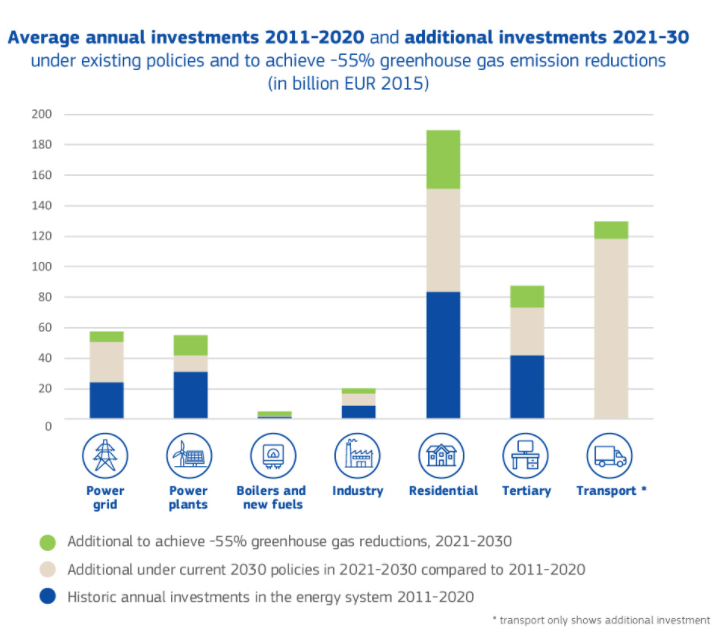 Average annual investments 2011-2020 and additional investments 2021-30
under existing policies and to achieve -55% greenhouse gas emission reductions
(in billion EUR 2015)
200
180
160
140
120
100
80
60
40
20
0
Power grid
Power plants
Boilers and new fuels
Industry
Residential
Tertiary
Transport *
Additional to achieve -55% greenhouse gas reductions, 2021-2030
Additional under current 2030 policies in 2021-2030 compared to 2011-2020
Historic annual investments in the energy system 2011-2020
* transport only shows additional investment